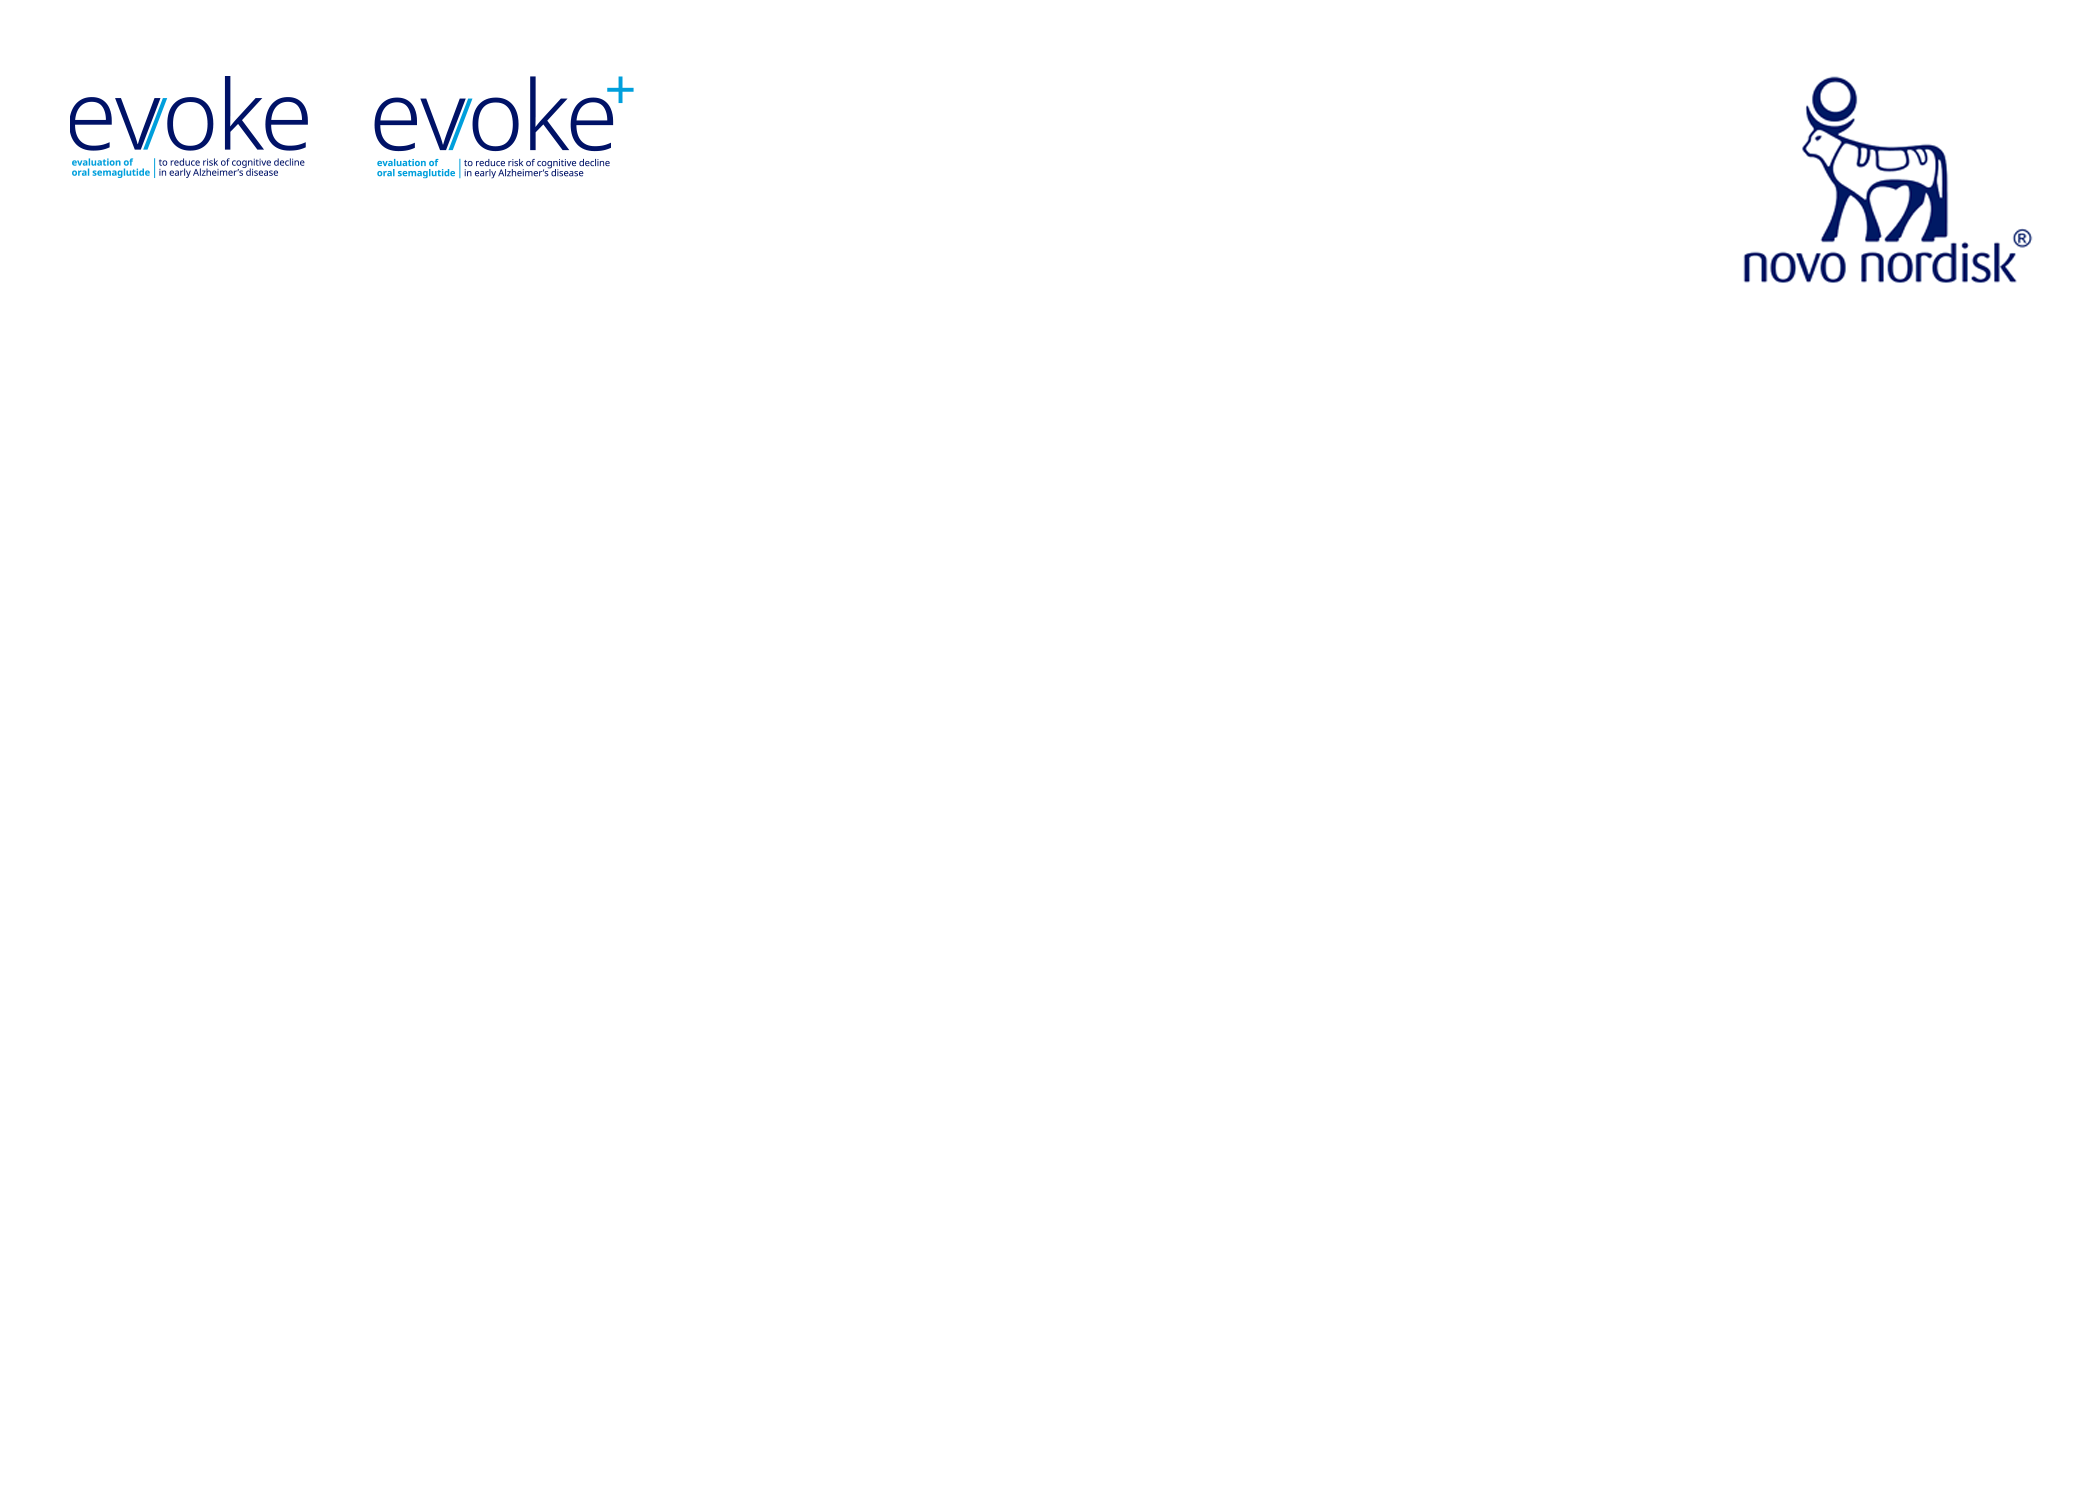 evoke
evaluation of
oral semaglutide
to reduce risk of cognitive decline
in early Alzheimer's disease
evoke+
evaluation of
oral semaglutide
to reduce risk of cognitive decline
in early Alzheimer's disease
novo nordisk®